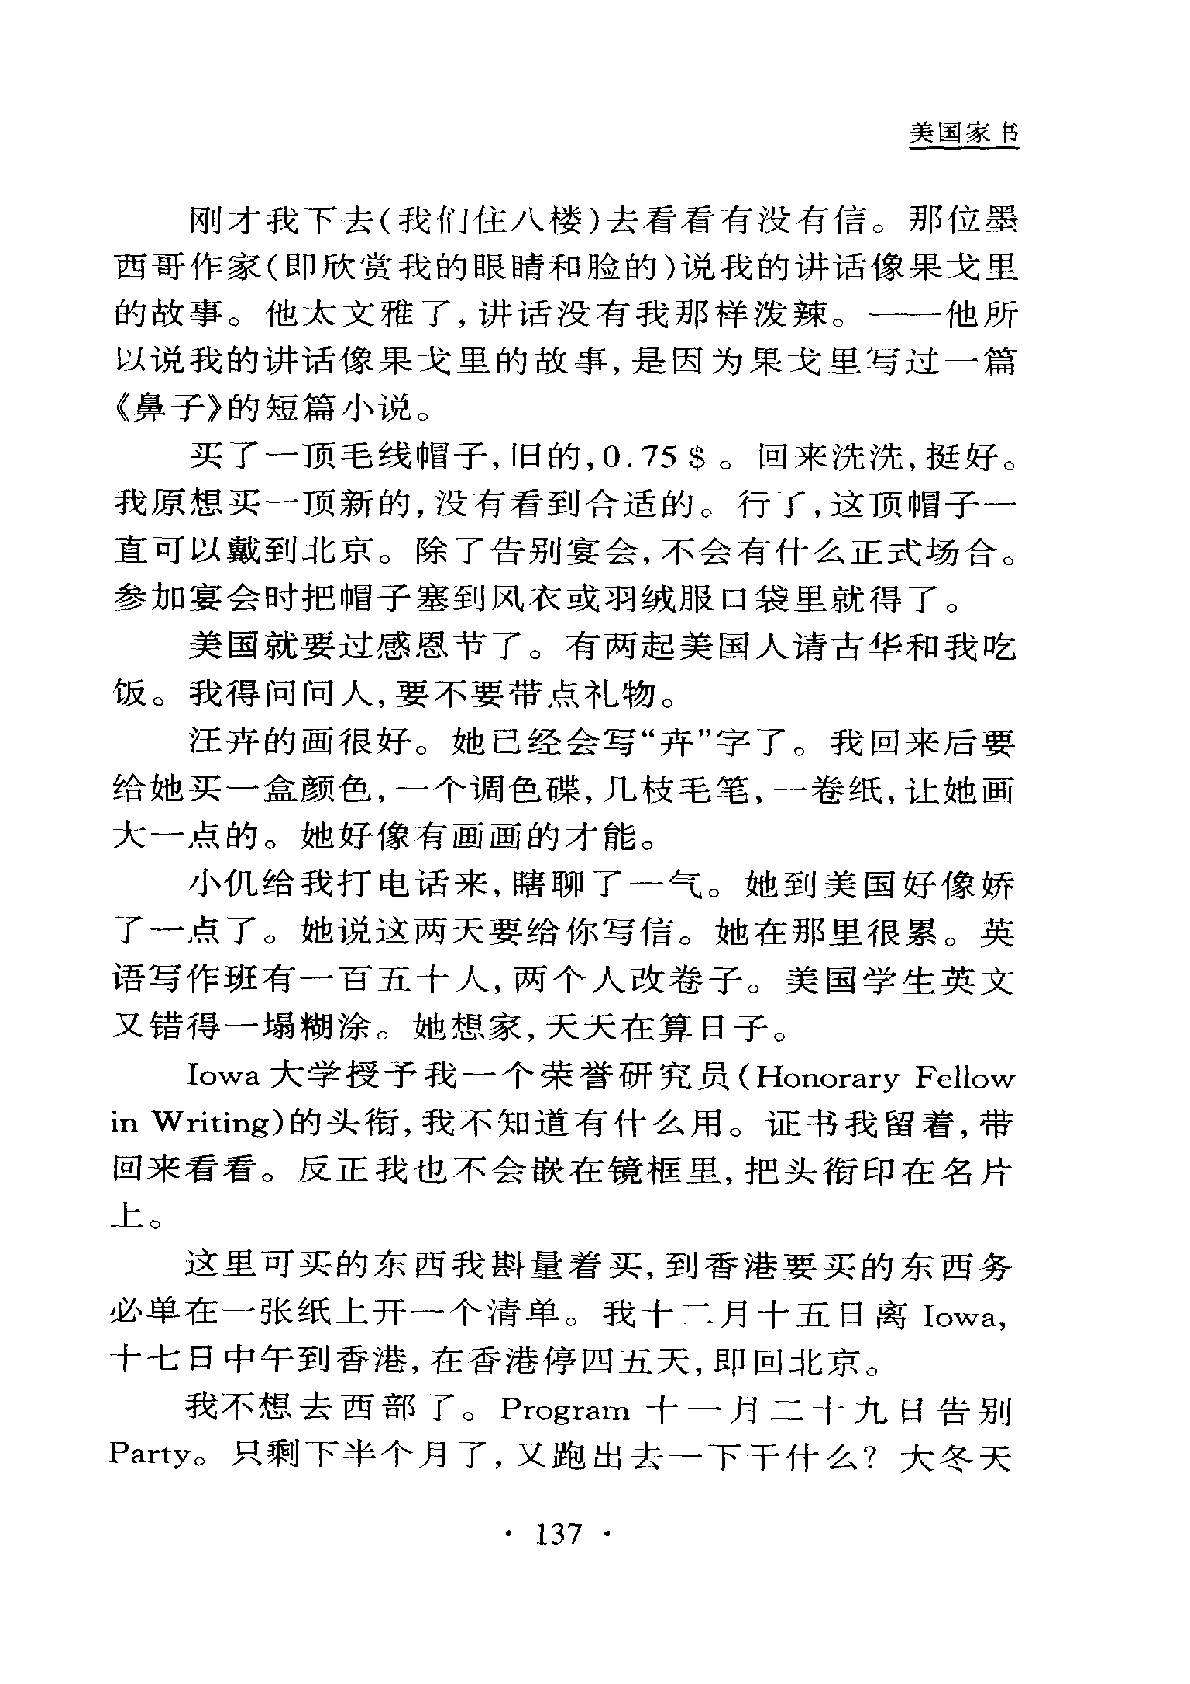 美国家书
刚才我下去(我们住八楼)去看看有没有信。那位墨
西哥作家(即欣赏我的眼睛和脸的)说我的讲话像果戈里
的故事。他太文雅了,讲话没有我那样泼辣。——他所
以说我的讲话像果戈里的故事,是因为果戈里写过一篇
《鼻子》的短篇小说。
买了一顶毛线帽子,旧的,0.75$。回来洗洗,挺好。
我原想买一顶新的,没有看到合适的。行了,这顶帽子一
直可以戴到北京。除了告别宴会,不会有什么正式场合。
参加宴会时把帽子塞到风衣或羽绒服口袋里就得了。
美国就要过感恩节了。有两起美国人请古华和我吃
饭。我得问问人,要不要带点礼物。
汪卉的画很好。她已经会写“卉”字了。我回来后要
给她买一盒颜色,一个调色碟,几枝毛笔,一卷纸,让她画
大一点的。她好像有画画的才能。
小仉给我打电话来,瞎聊了一气。她到美国好像娇
了一点了。她说这两天要给你写信。她在那里很累。英
语写作班有一百五十人,两个人改卷子。美国学生英文
又错得一塌糊涂。她想家,天天在算日子。
Iowa 大学授予我一个荣誉研究员(Honorary Fellow
in Writing)的头衔,我不知道有什么用。证书我留着,带
回来看看。反正我也不会嵌在镜框里,把头衔印在名片
上。
这里可买的东西我斟量着买,到香港要买的东西务
必单在一张纸上开一个清单。我十二月十五日离 Iowa,
十七日中午到香港,在香港停四五天,即回北京。
我不想去西部了。Program 十一月二十九日告别
Party。只剩下半个月了,又跑出去一下干什么?大冬天
· 137 ·